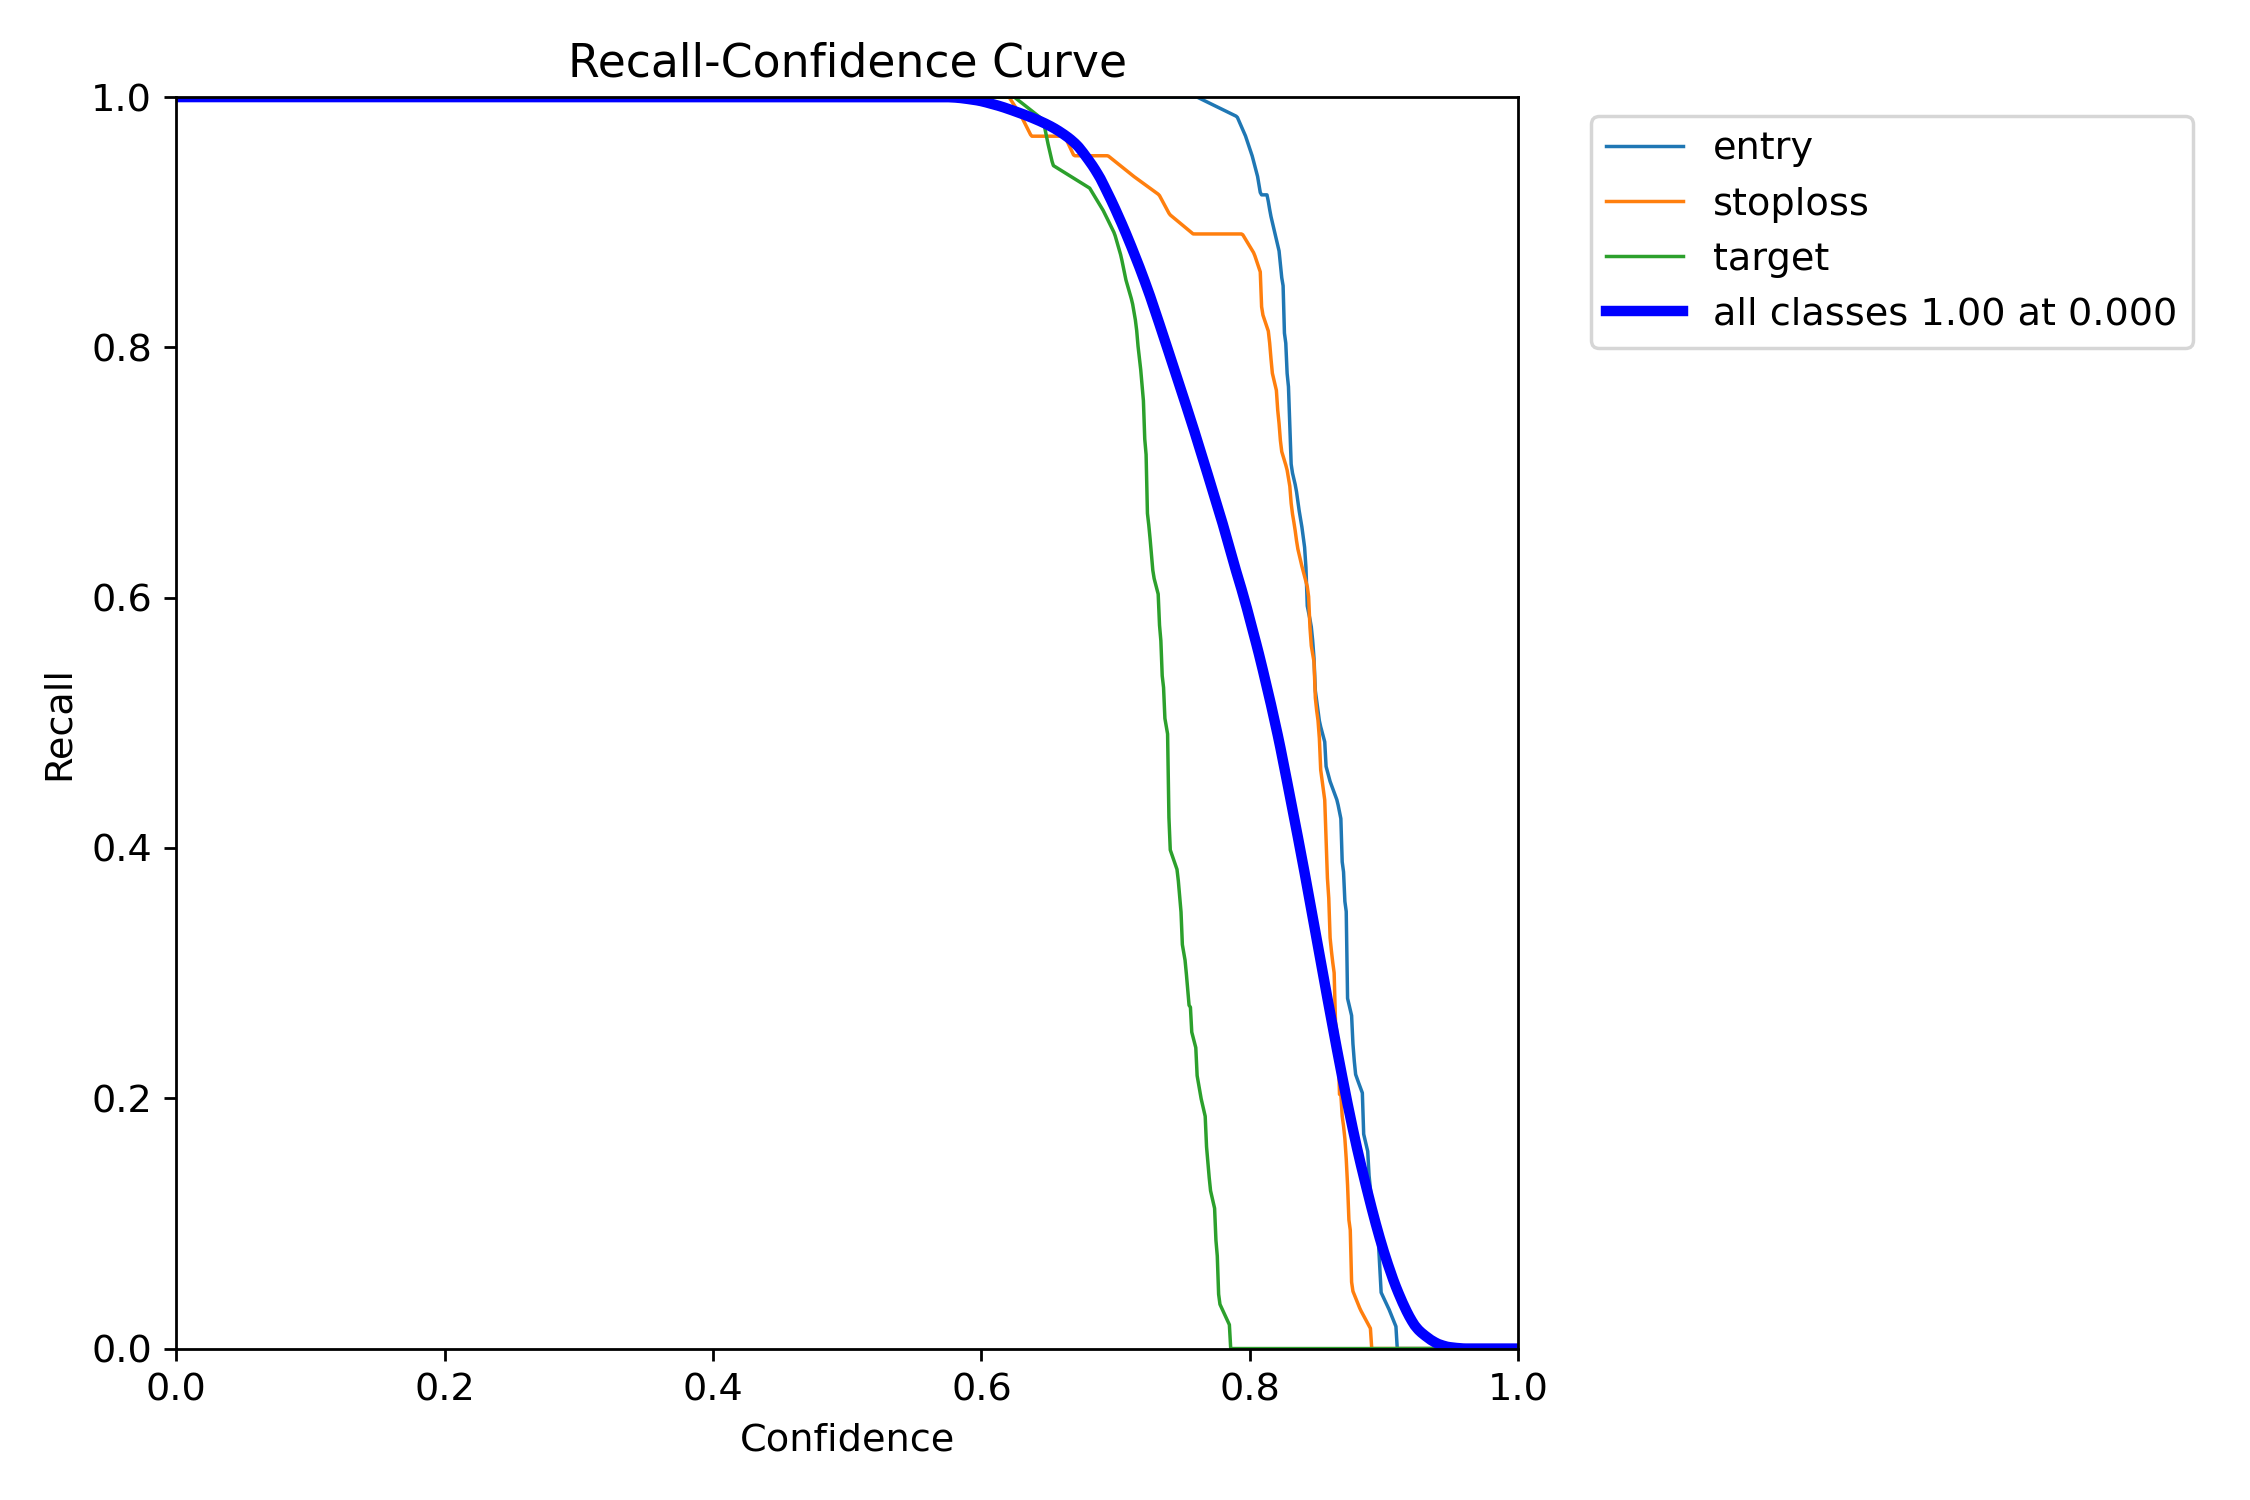 Recall-Confidence Curve
1.0
0.8
0.6
0.4
0.2
0.0
Recall
0.0 0.2 0.4 0.6 0.8 1.0
Confidence
entry
stoploss
target
all classes 1.00 at 0.000